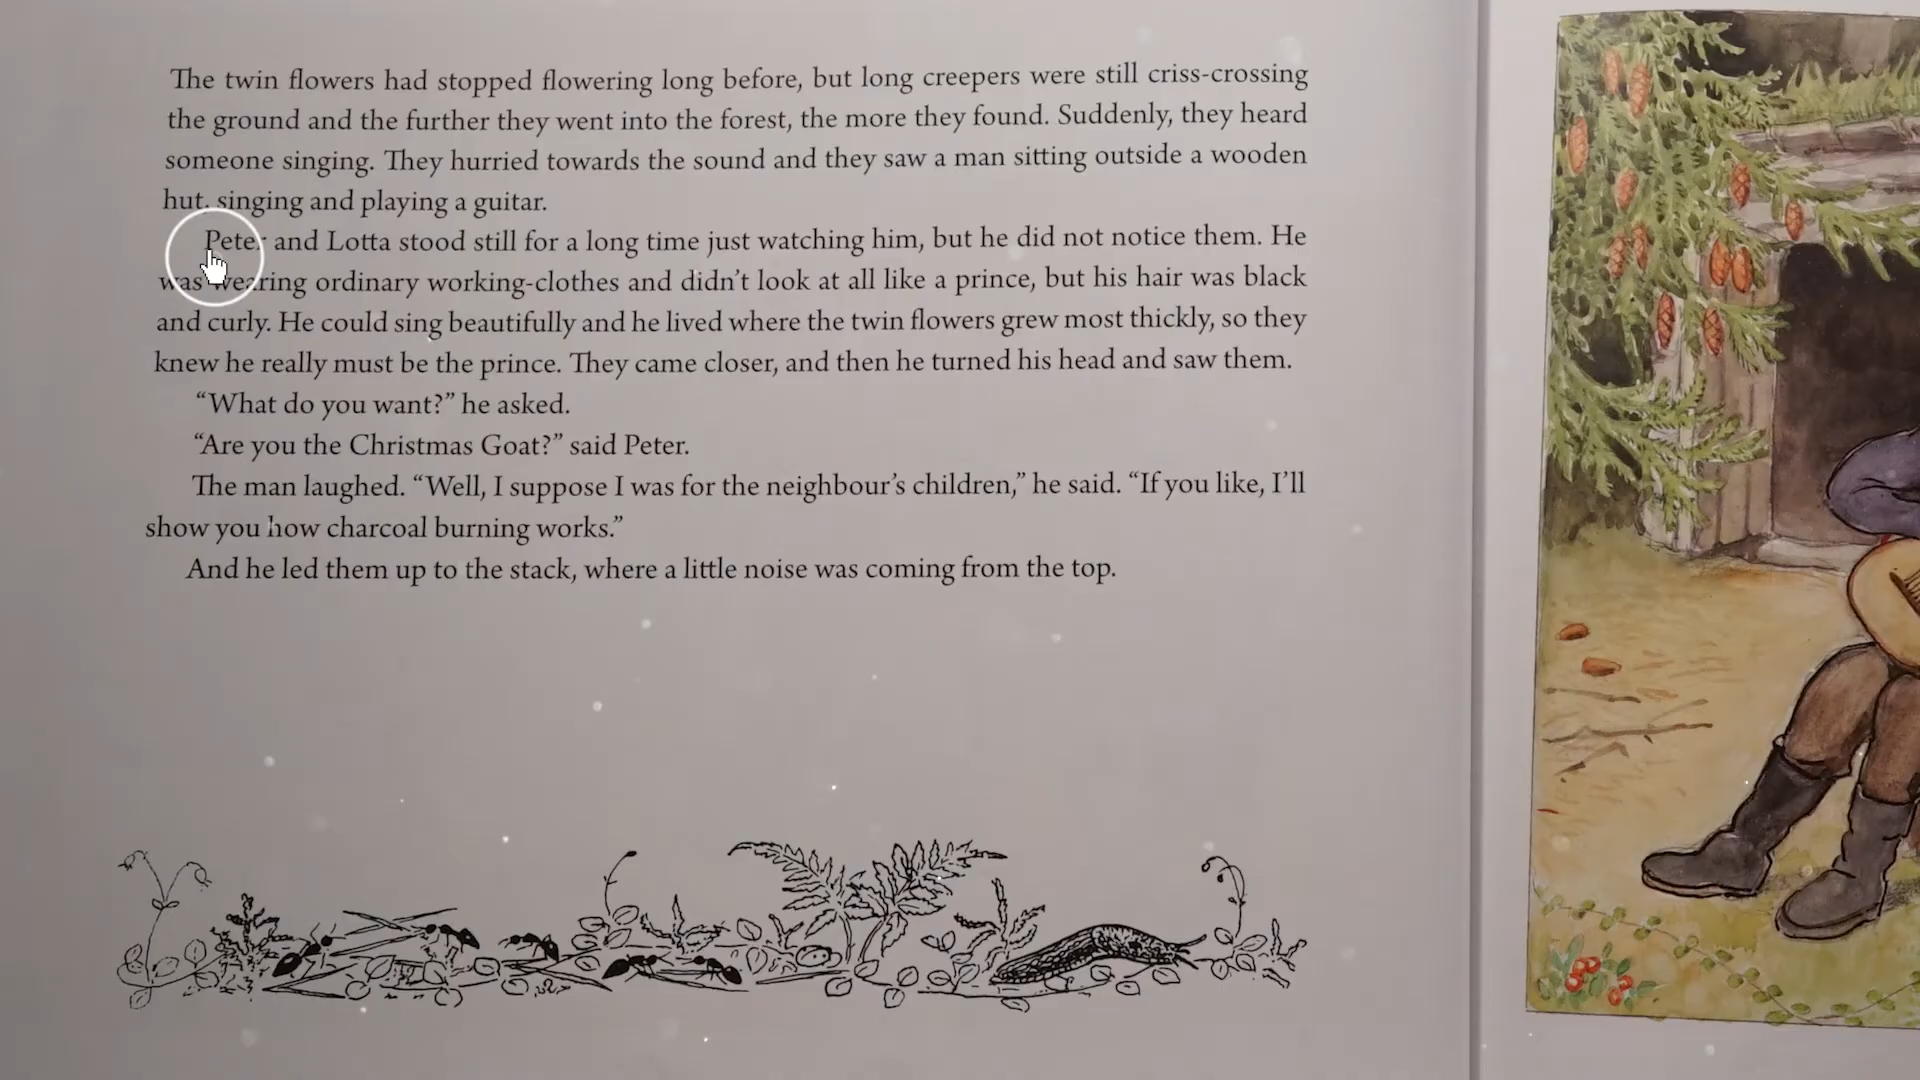 The twin flowers had stopped flowering long before, but long creepers were still criss-crossing
the ground and the further they went into the forest, the more they found. Suddenly, they heard
someone singing. They hurried towards the sound and they saw a man sitting outside a wooden
hut, singing and playing a guitar.
Peter and Lotta stood still for a long time just watching him, but he did not notice them. He
was wearing ordinary working-clothes and didn't look at all like a prince, but his hair was black
and curly. He could sing beautifully and he lived where the twin flowers grew most thickly, so they
knew he really must be the prince. They came closer, and then he turned his head and saw them.
“What do you want?” he asked.
“Are you the Christmas Goat?” said Peter.
The man laughed. “Well, I suppose I was for the neighbour’s children,” he said. “If you like, I’ll
show you how charcoal burning works.”
And he led them up to the stack, where a little noise was coming from the top.